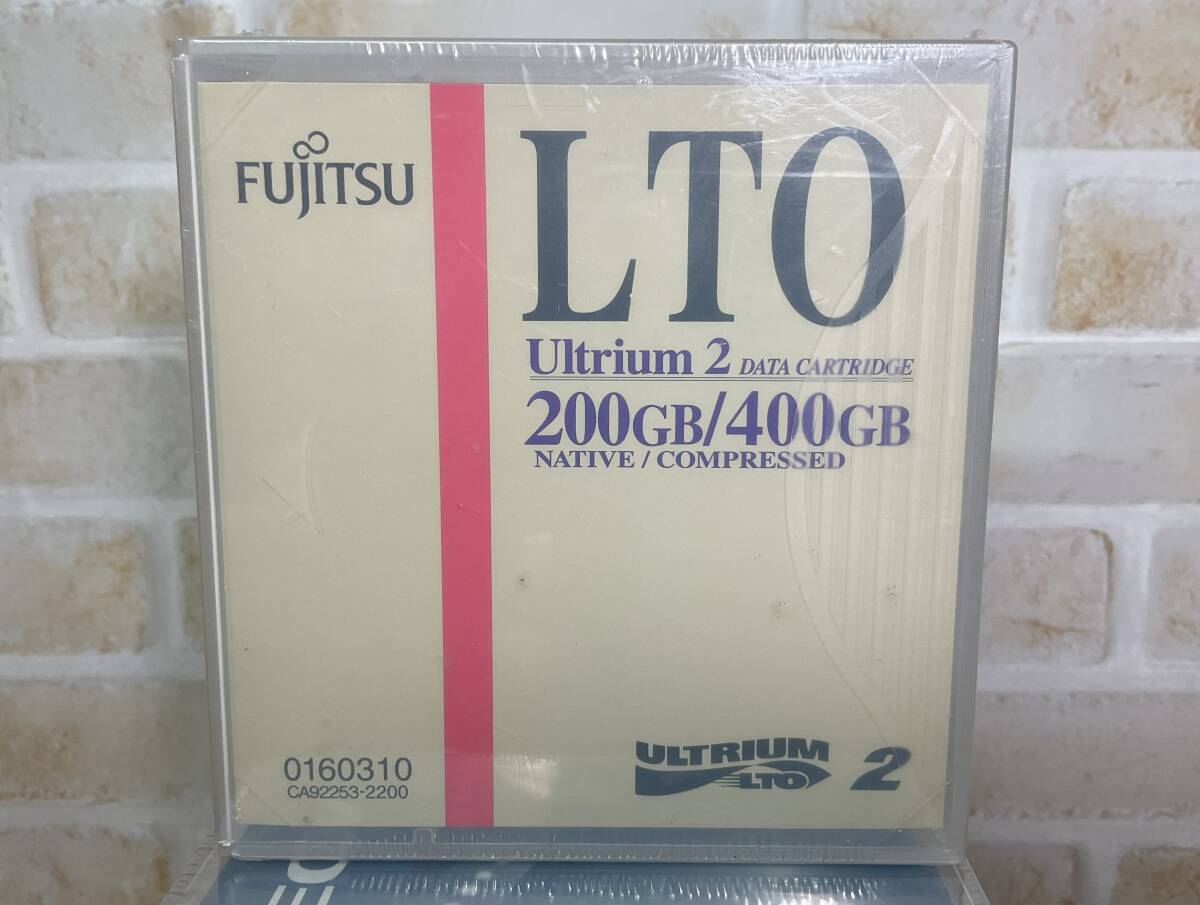 FUJITSU
LTO
Ultrium 2 DATA CARTRIDGE
200GB/400GB
NATIVE / COMPRESSED
0160310
CA92253-2200
ULTRIUM
LTO
2